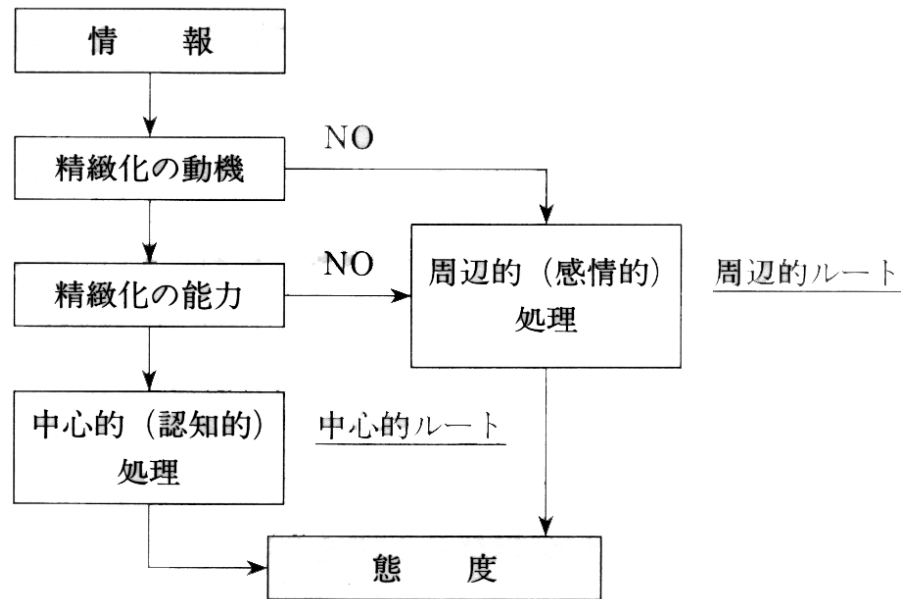 情　　報
NO
精緻化の動機
NO
精緻化の能力
周辺的（感情的）
処理
周辺的ルート
中心的（認知的）
処理
中心的ルート
態　　度